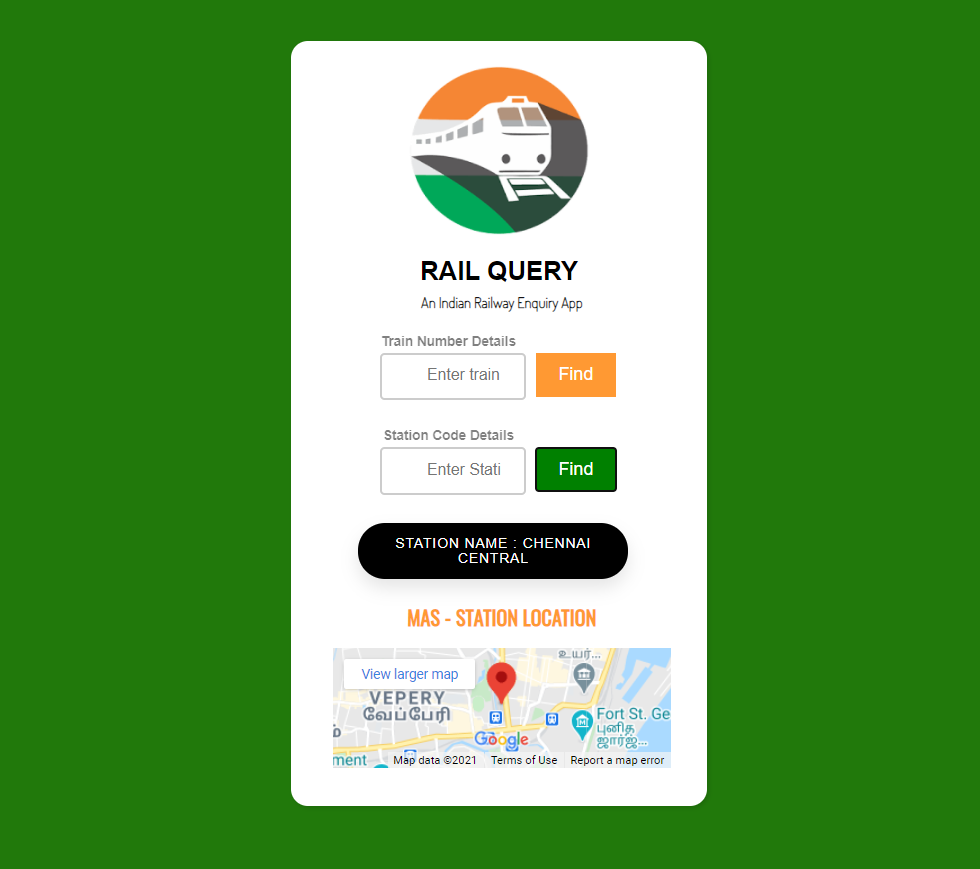 RAIL QUERY
An Indian Railway Enquiry App
Train Number Details
Enter train
Find
Station Code Details
Enter Stati
Find
STATION NAME : CHENNAI
CENTRAL
MAS - STATION LOCATION
உயர்...
View larger map
VEPERY
வேப்பேரி
Fort St. Ge
புனித
ஜார்ஜ்...
Google
ment
Map data ©2021
Terms of Use
Report a map error